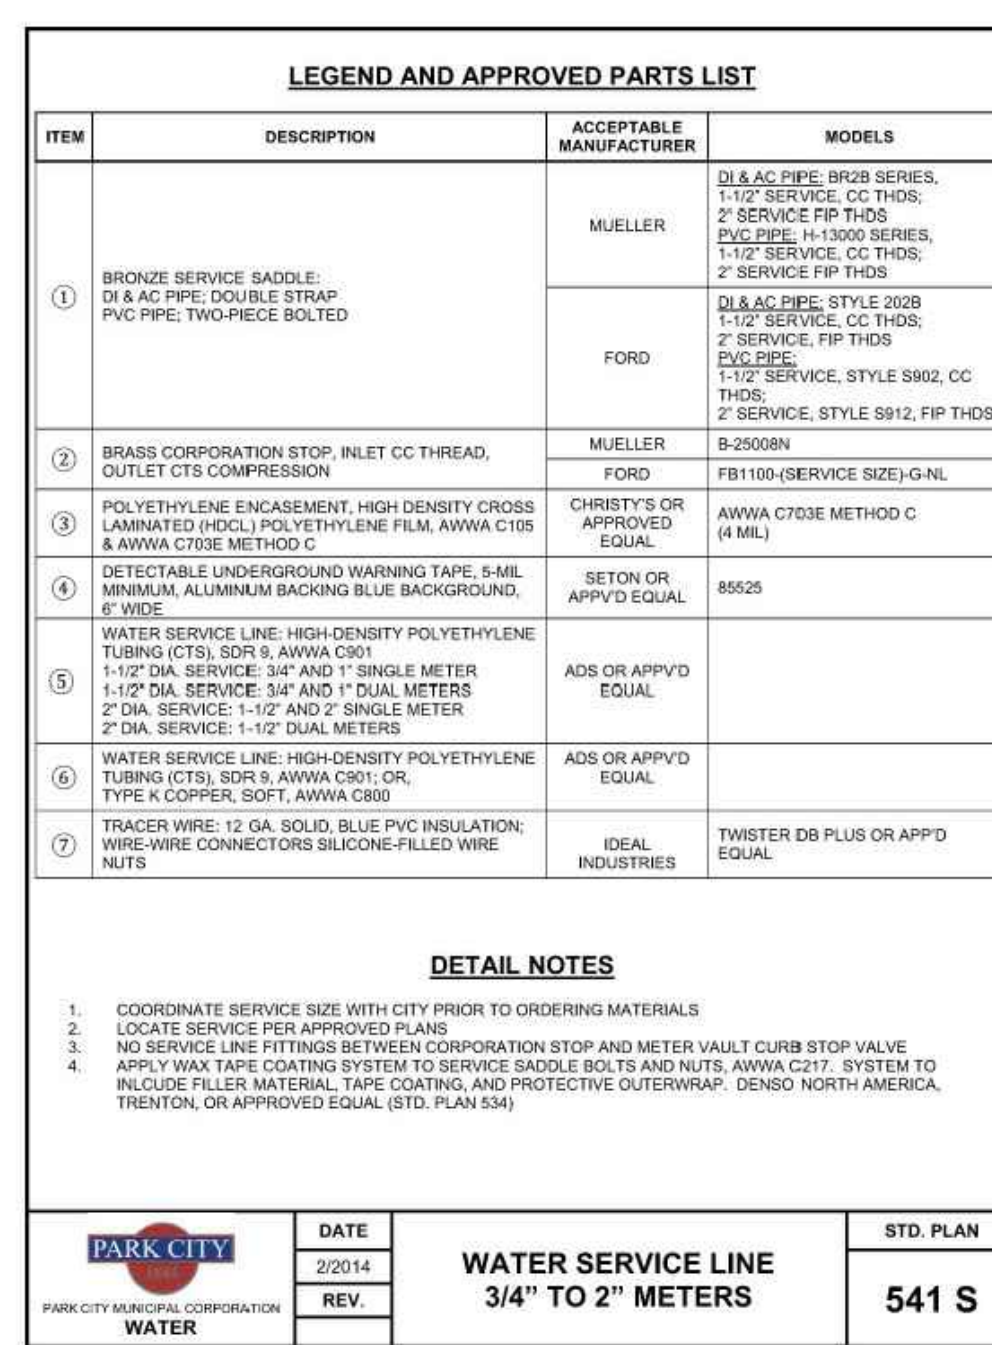 LEGEND AND APPROVED PARTS LIST
ITEM DESCRIPTION ACCEPTABLE MANUFACTURER MODELS
① BRONZE SERVICE SADDLE:
DI & AC PIPE; DOUBLE STRAP
PVC PIPE; TWO-PIECE BOLTED
MUELLER
DI & AC PIPE: BR2B SERIES,
1-1/2" SERVICE, CC THDS;
2" SERVICE FIP THDS
PVC PIPE: H-13000 SERIES,
1-1/2" SERVICE, CC THDS;
2" SERVICE FIP THDS
FORD
DI & AC PIPE: STYLE 202B
1-1/2" SERVICE, CC THDS;
2" SERVICE, FIP THDS
PVC PIPE:
1-1/2" SERVICE, STYLE S902, CC
THDS;
2" SERVICE, STYLE S912, FIP THDS
② BRASS CORPORATION STOP, INLET CC THREAD,
OUTLET CTS COMPRESSION
MUELLER B-25008N
FORD FB1100-(SERVICE SIZE)-G-NL
③ POLYETHYLENE ENCASEMENT, HIGH DENSITY CROSS
LAMINATED (HDCL) POLYETHYLENE FILM, AWWA C105
& AWWA C703E METHOD C
CHRISTY'S OR
APPROVED
EQUAL
AWWA C703E METHOD C
(4 MIL)
④ DETECTABLE UNDERGROUND WARNING TAPE, 5-MIL
MINIMUM, ALUMINUM BACKING BLUE BACKGROUND,
6" WIDE
SETON OR
APPV'D EQUAL
85525
⑤ WATER SERVICE LINE: HIGH-DENSITY POLYETHYLENE
TUBING (CTS), SDR 9, AWWA C901
1-1/2" DIA. SERVICE: 3/4" AND 1" SINGLE METER
1-1/2" DIA. SERVICE: 3/4" AND 1" DUAL METERS
2" DIA. SERVICE: 1-1/2" AND 2" SINGLE METER
2" DIA. SERVICE: 1-1/2" DUAL METERS
ADS OR APPV'D
EQUAL
⑥ WATER SERVICE LINE: HIGH-DENSITY POLYETHYLENE
TUBING (CTS), SDR 9, AWWA C901; OR,
TYPE K COPPER, SOFT, AWWA C800
ADS OR APPV'D
EQUAL
⑦ TRACER WIRE: 12 GA. SOLID, BLUE PVC INSULATION;
WIRE-WIRE CONNECTORS SILICONE-FILLED WIRE
NUTS
IDEAL
INDUSTRIES
TWISTER DB PLUS OR APP'D
EQUAL
DETAIL NOTES
1. COORDINATE SERVICE SIZE WITH CITY PRIOR TO ORDERING MATERIALS
2. LOCATE SERVICE PER APPROVED PLANS
3. NO SERVICE LINE FITTINGS BETWEEN CORPORATION STOP AND METER VAULT CURB STOP VALVE
4. APPLY WAX TAPE COATING SYSTEM TO SERVICE SADDLE BOLTS AND NUTS, AWWA C217. SYSTEM TO
INLCUDE FILLER MATERIAL, TAPE COATING, AND PROTECTIVE OUTERWRAP. DENSO NORTH AMERICA,
TRENTON, OR APPROVED EQUAL (STD. PLAN 534)
PARK CITY
PARK CITY MUNICIPAL CORPORATION
WATER
DATE
2/2014
REV.
WATER SERVICE LINE
3/4" TO 2" METERS
STD. PLAN
541 S